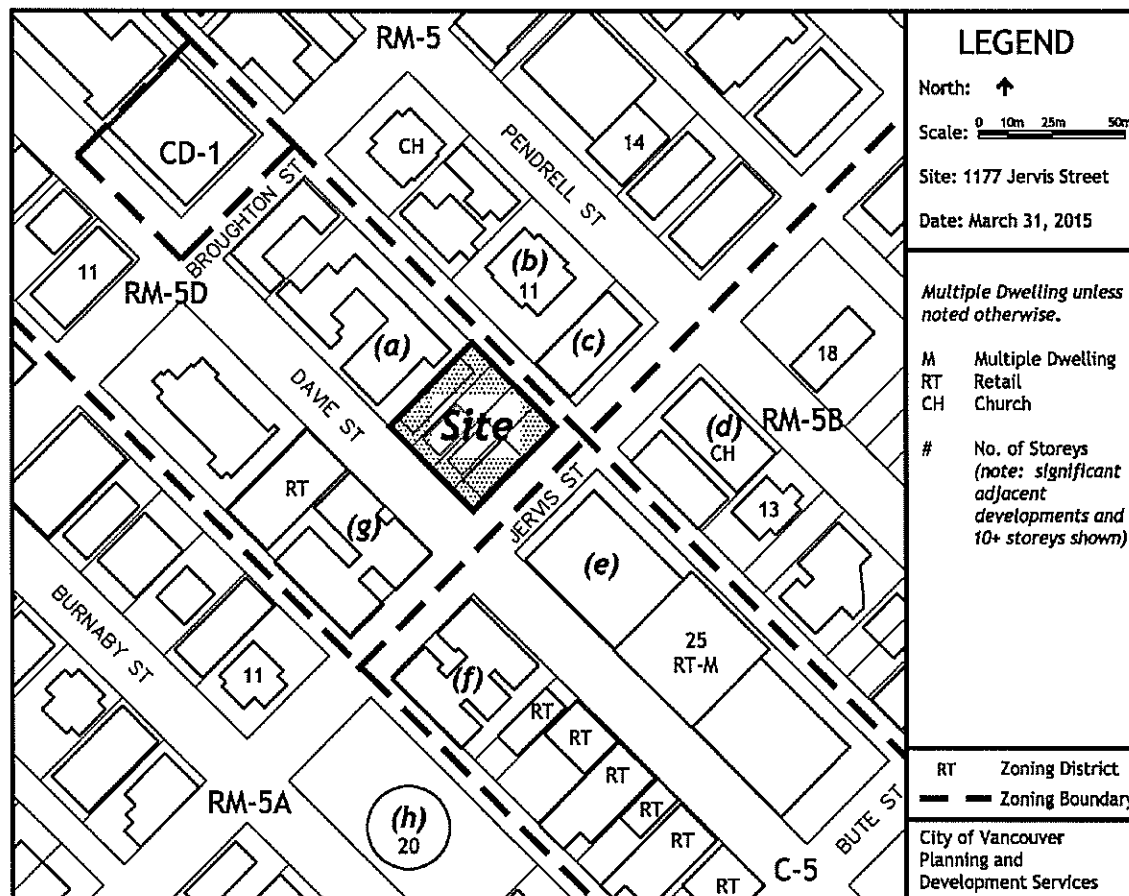 RM-5
CD-1
CH
PENDRELL ST
14
BROUGHTON ST
11
RM-5D
(b)
11
(a)
(c)
18
DAVIE ST
Site
(d)
CH
RM-5B
RT
(g)
JERVIS ST
13
(e)
BURNABY ST
11
25
RT-M
(f)
RT
RT
RT
RT
RT
RT
RM-5A
(h)
20
C-5
BUTE ST
LEGEND
North:
Scale: 0 10m 25m 50m
Site: 1177 Jervis Street
Date: March 31, 2015
Multiple Dwelling unless
noted otherwise.
M Multiple Dwelling
RT Retail
CH Church
# No. of Storeys
(note: significant
adjacent
developments and
10+ storeys shown)
RT Zoning District
Zoning Boundary
City of Vancouver
Planning and
Development Services